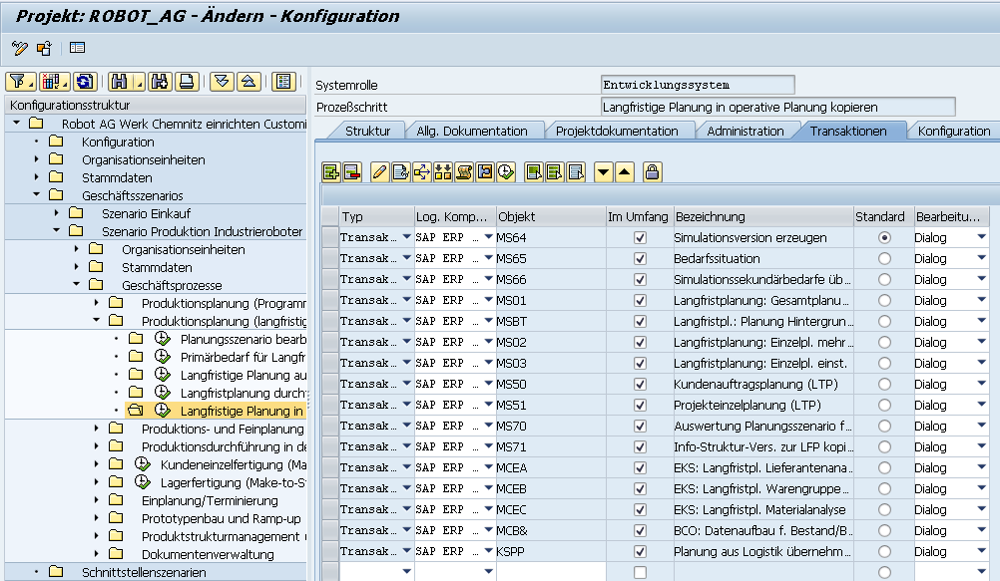 Projekt: ROBOT_AG - Ändern - Konfiguration
Systemrolle Entwicklungssystem
Prozeßschritt Langfristige Planung in operative Planung kopieren
Konfigurationsstruktur
Robot AG Werk Chemnitz einrichten Customi
Konfiguration
Organisationseinheiten
Stammdaten
Geschäftsszenarios
Szenario Einkauf
Szenario Produktion Industrieroboter
Organisationseinheiten
Stammdaten
Geschäftsprozesse
Produktionsplanung (Programm
Produktionsplanung (langfristig
Planungsszenario bearb
Primärbedarf für Langfr
Langfristige Planung au
Langfristplanung durch
Langfristige Planung in
Produktions- und Feinplanung
Produktionsdurchführung in de
Kundeneinzelfertigung (Ma
Lagerfertigung (Make-to-S
Einplanung/Terminierung
Prototypenbau und Ramp-up
Produktstrukturmanagement
Dokumentenverwaltung
Schnittstellenszenarien
Struktur Allg. Dokumentation Projektdokumentation Administration Transaktionen Konfiguration
Typ Log. Komp... Objekt Im Umfang Bezeichnung Standard Bearbeitu...
Transak... SAP ERP ... MS64 Simulationsversion erzeugen Dialog
Transak... SAP ERP ... MS65 Bedarfssituation Dialog
Transak... SAP ERP ... MS66 Simulationssekundärbedarfe üb... Dialog
Transak... SAP ERP ... MS01 Langfristplanung: Gesamtplanu... Dialog
Transak... SAP ERP ... MSBT Langfristpl.: Planung Hintergrun... Dialog
Transak... SAP ERP ... MS02 Langfristplanung: Einzelpl. mehr... Dialog
Transak... SAP ERP ... MS03 Langfristplanung: Einzelpl. einst. Dialog
Transak... SAP ERP ... MS50 Kundenauftragsplanung (LTP) Dialog
Transak... SAP ERP ... MS51 Projekteinzelplanung (LTP) Dialog
Transak... SAP ERP ... MS70 Auswertung Planungsszenario f... Dialog
Transak... SAP ERP ... MS71 Info-Struktur-Vers. zur LFP kopi... Dialog
Transak... SAP ERP ... MCEA EKS: Langfristpl. Lieferantenana... Dialog
Transak... SAP ERP ... MCEB EKS: Langfristpl. Warengruppe... Dialog
Transak... SAP ERP ... MCEC EKS: Langfristpl. Materialanalyse Dialog
Transak... SAP ERP ... MCB& BCO: Datenaufbau f. Bestand/B... Dialog
Transak... SAP ERP ... KSPP Planung aus Logistik übernehm... Dialog